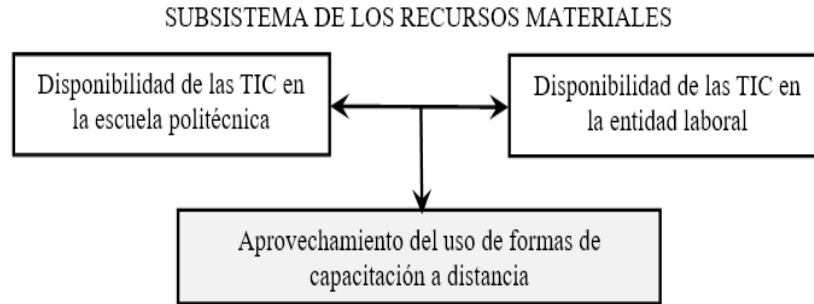 SUBSISTEMA DE LOS RECURSOS MATERIALES
Disponibilidad de las TIC en
la escuela politécnica
Disponibilidad de las TIC en
la entidad laboral
Aprovechamiento del uso de formas de
capacitación a distancia